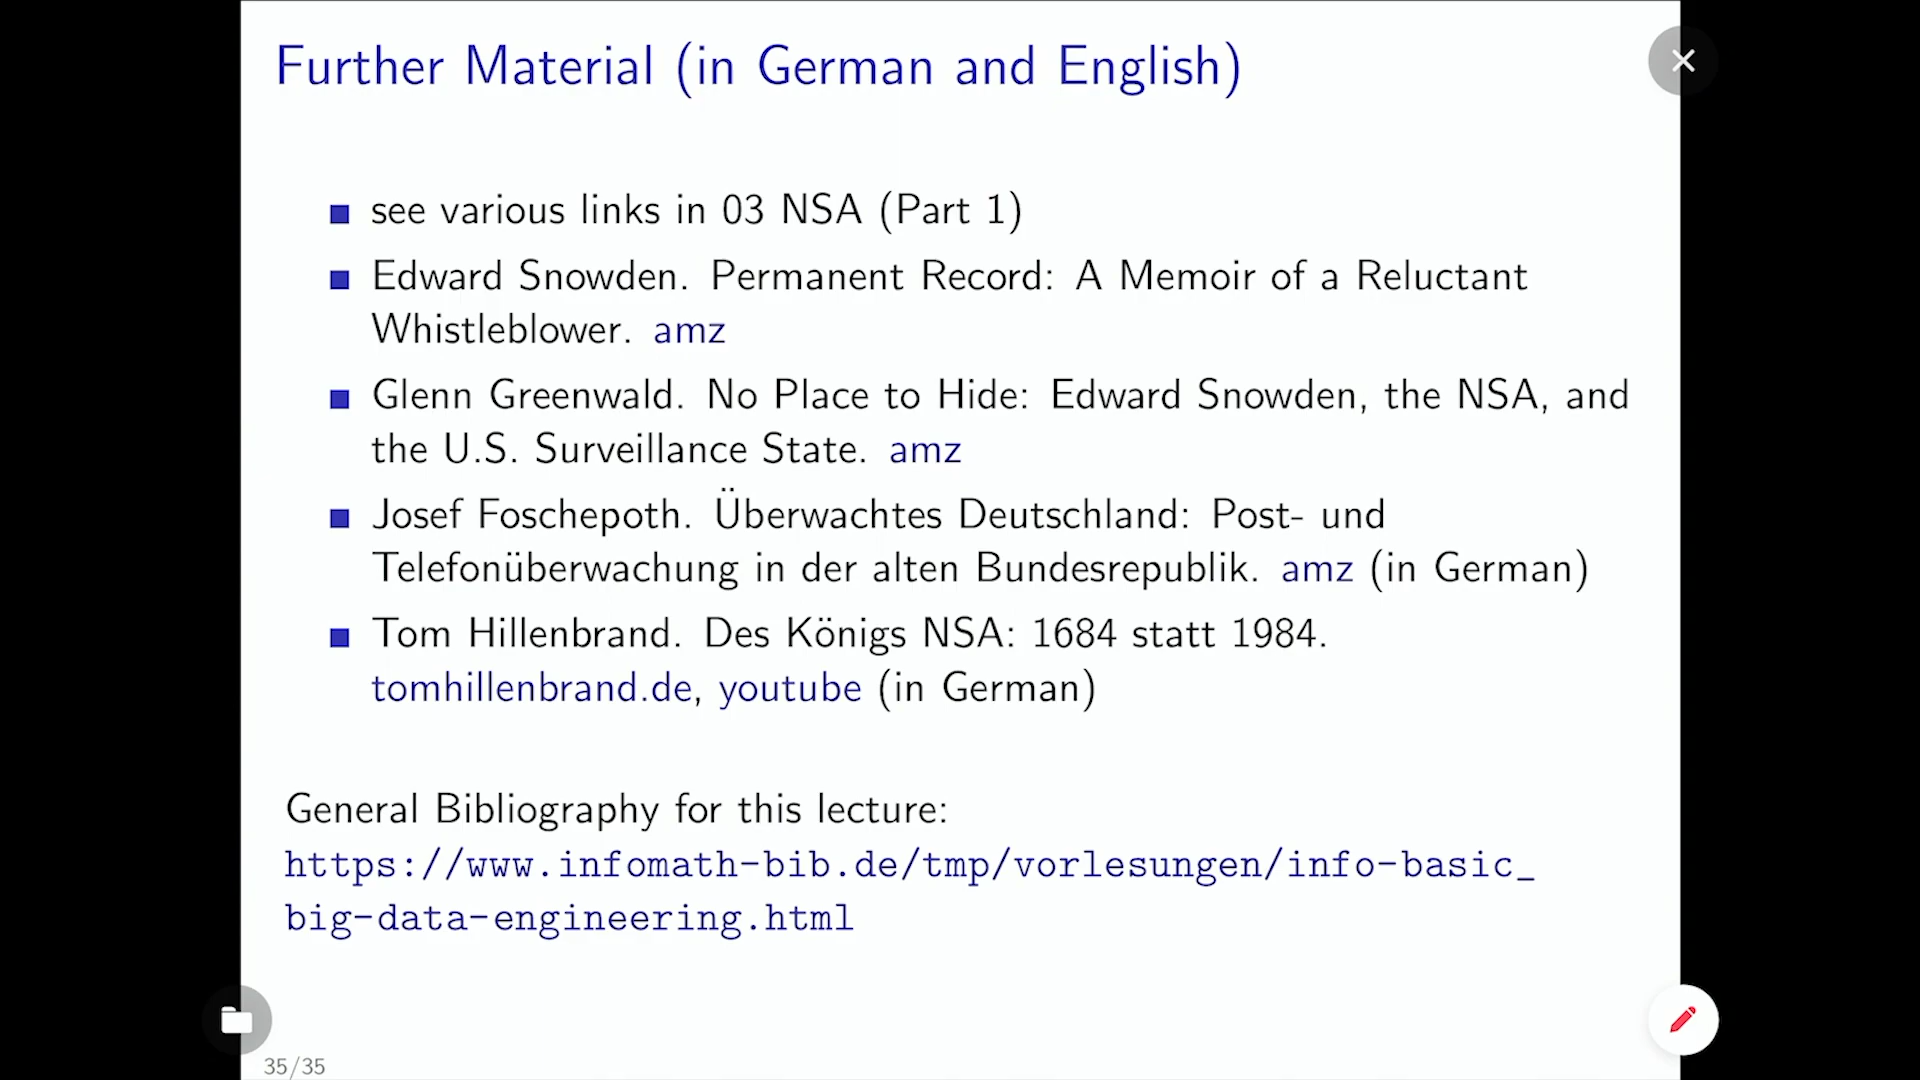 Further Material (in German and English)
see various links in 03 NSA (Part 1)
Edward Snowden. Permanent Record: A Memoir of a Reluctant
Whistleblower. amz
Glenn Greenwald. No Place to Hide: Edward Snowden, the NSA, and
the U.S. Surveillance State. amz
Josef Foschepoth. Überwachtes Deutschland: Post- und
Telefonüberwachung in der alten Bundesrepublik. amz (in German)
Tom Hillenbrand. Des Königs NSA: 1684 statt 1984.
tomhillenbrand.de, youtube (in German)
General Bibliography for this lecture:
https://www.infomath-bib.de/tmp/vorlesungen/info-basic_
big-data-engineering.html
35/35